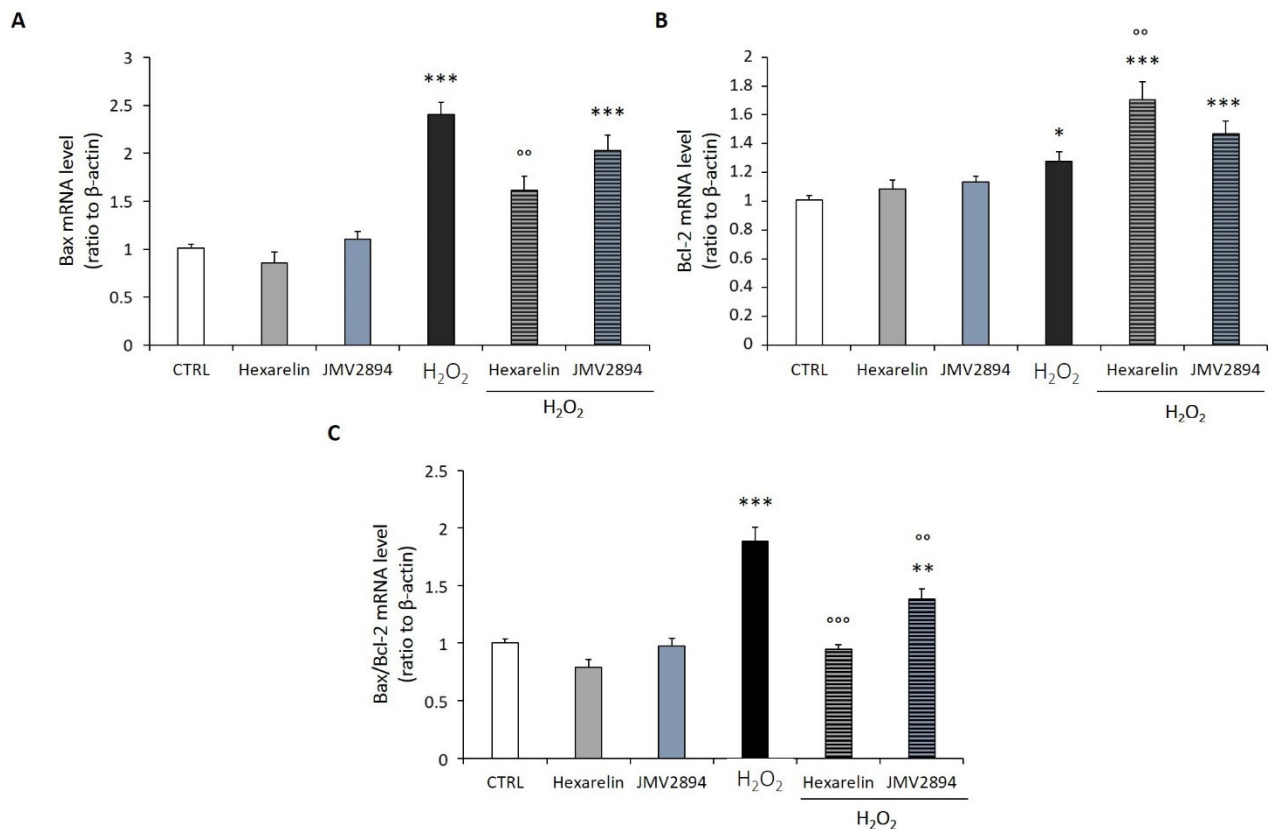 A
Bax mRNA level
(ratio to β-actin)
3
2.5
2
1.5
1
0.5
0
***
°°
***
CTRL
Hexarelin
JMV2894
H₂O₂
Hexarelin
JMV2894
H₂O₂
B
Bcl-2 mRNA level
(ratio to β-actin)
2
1.8
1.6
1.4
1.2
1
0.8
0.6
0.4
0.2
0
*
°°
***
***
CTRL
Hexarelin
JMV2894
H₂O₂
Hexarelin
JMV2894
H₂O₂
C
Bax/Bcl-2 mRNA level
(ratio to β-actin)
2.5
2
1.5
1
0.5
0
***
°°°
°°
**
CTRL
Hexarelin
JMV2894
H₂O₂
Hexarelin
JMV2894
H₂O₂